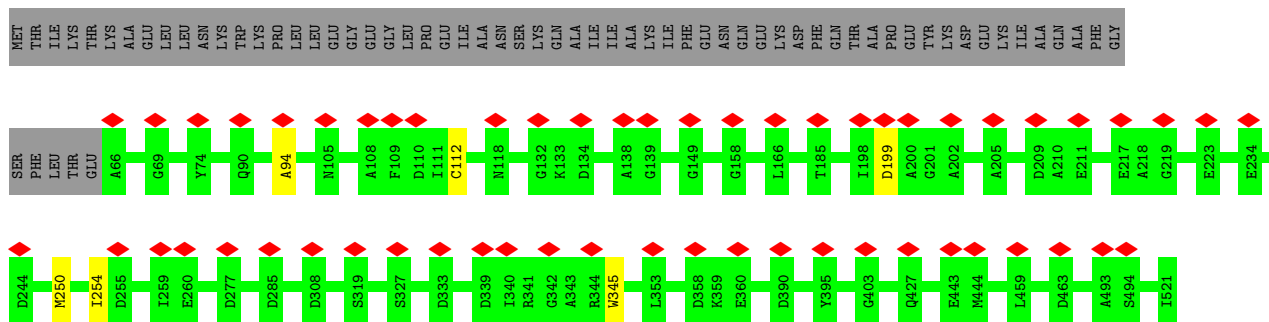 MET THR ILE LYS THR LYS ALA GLU LEU LEU ASN LYS TRP LYS PRO LEU LEU GLU GLY GLU GLY LEU PRO GLU ILE ALA ASN SER LYS GLN ALA ILE ILE ALA LYS ILE PHE GLU ASN GLN GLU LYS ASP PHE GLN THR ALA PRO GLU TYR LYS ASP GLU LYS ILE ALA GLN ALA PHE GLY
SER PHE LEU THR GLU A66 G69 Y74 Q90 A94 N105 A108 F109 D110 I111 C112 N118 G132 K133 D134 A138 G139 G149 G158 L166 T185 I198 D199 A200 G201 A202 A205 D209 A210 E211 E217 A218 G219 E223 E234
D244 M250 I254 D255 I259 E260 D277 D285 D308 S319 S327 D333 D339 I340 R341 G342 A343 R344 W345 L353 D358 K359 E360 D390 Y395 G403 Q427 E443 M444 L459 D463 A493 S494 I521